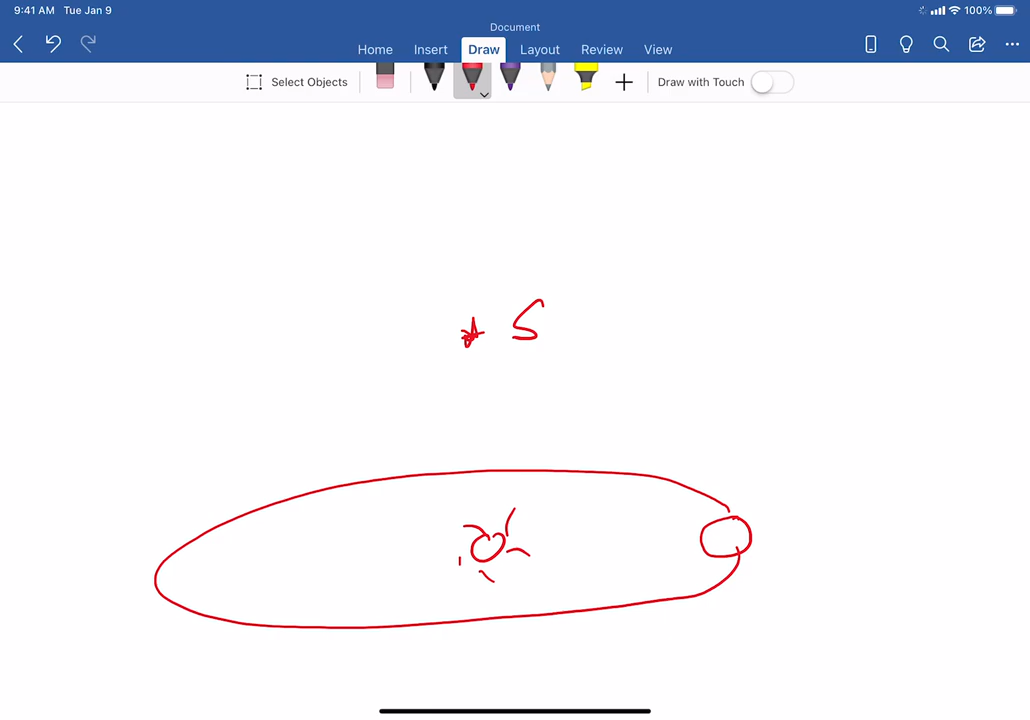 9:41 AM Tue Jan 9 100%
Document
Home Insert Draw Layout Review View
Select Objects Draw with Touch
S